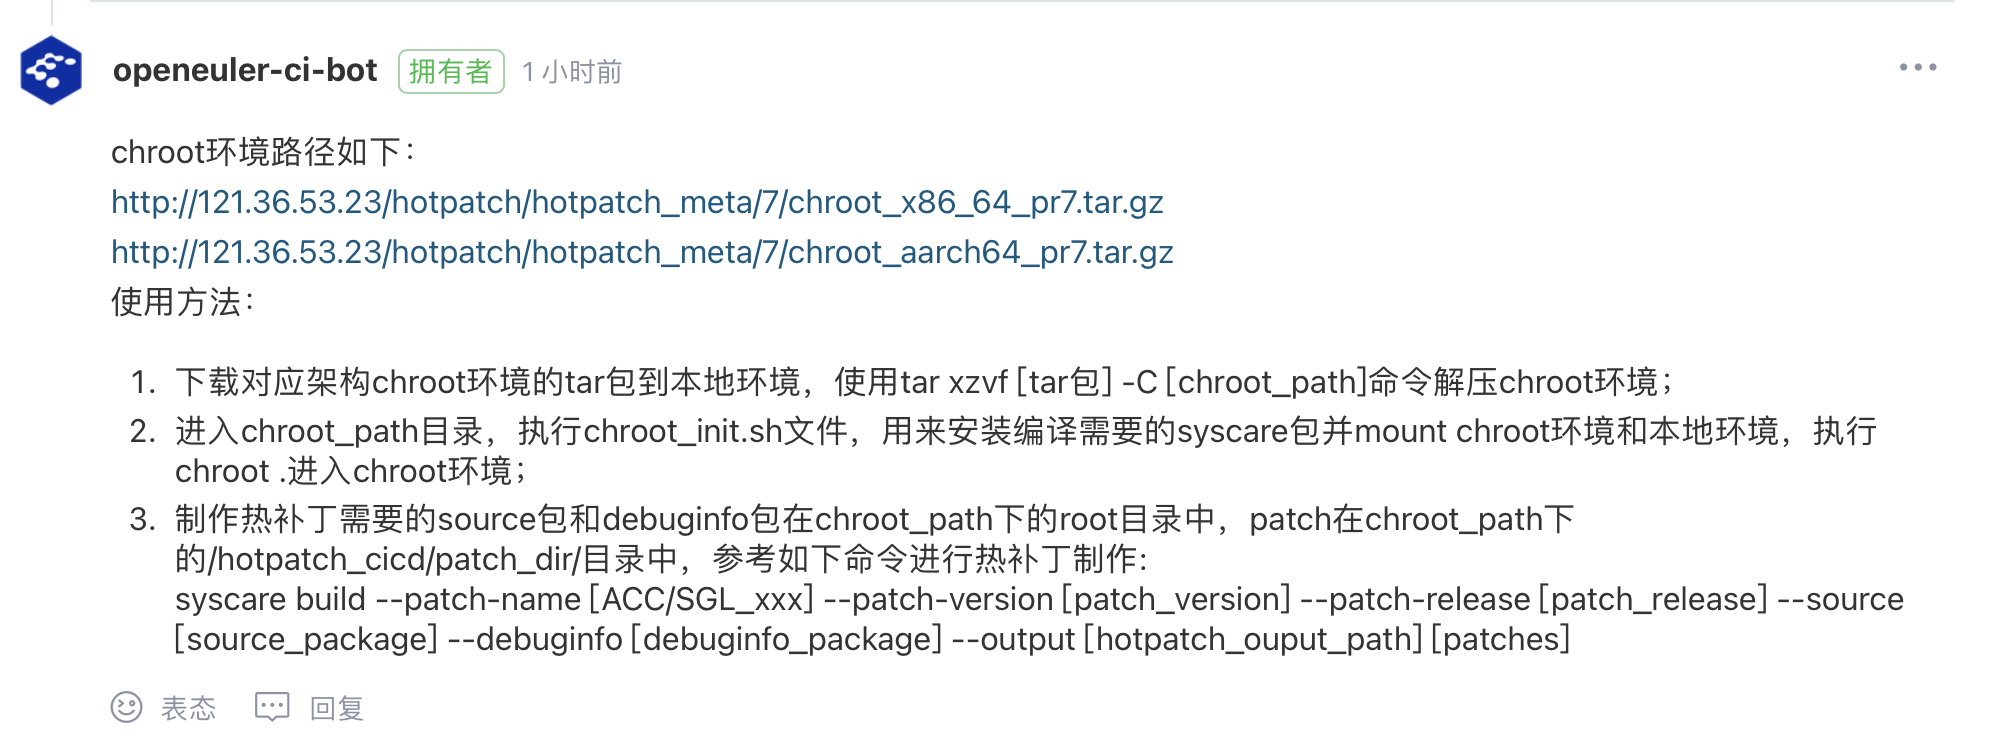 openeuler-ci-bot 拥有者 1 小时前
chroot环境路径如下：
http://121.36.53.23/hotpatch/hotpatch_meta/7/chroot_x86_64_pr7.tar.gz
http://121.36.53.23/hotpatch/hotpatch_meta/7/chroot_aarch64_pr7.tar.gz
使用方法：
1. 下载对应架构chroot环境的tar包到本地环境，使用tar xzvf [tar包] -C [chroot_path]命令解压chroot环境；
2. 进入chroot_path目录，执行chroot_init.sh文件，用来安装编译需要的syscare包并mount chroot环境和本地环境，执行
chroot .进入chroot环境；
3. 制作热补丁需要的source包和debuginfo包在chroot_path下的root目录中，patch在chroot_path下
的/hotpatch_cicd/patch_dir/目录中，参考如下命令进行热补丁制作:
syscare build --patch-name [ACC/SGL_xxx] --patch-version [patch_version] --patch-release [patch_release] --source
[source_package] --debuginfo [debuginfo_package] --output [hotpatch_ouput_path] [patches]
表态 回复